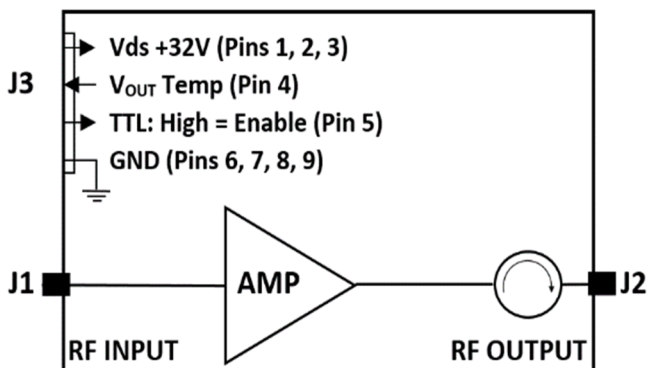 Vds +32V (Pins 1, 2, 3)
J3
VOUT Temp (Pin 4)
TTL: High = Enable (Pin 5)
GND (Pins 6, 7, 8, 9)
J1
AMP
J2
RF INPUT
RF OUTPUT